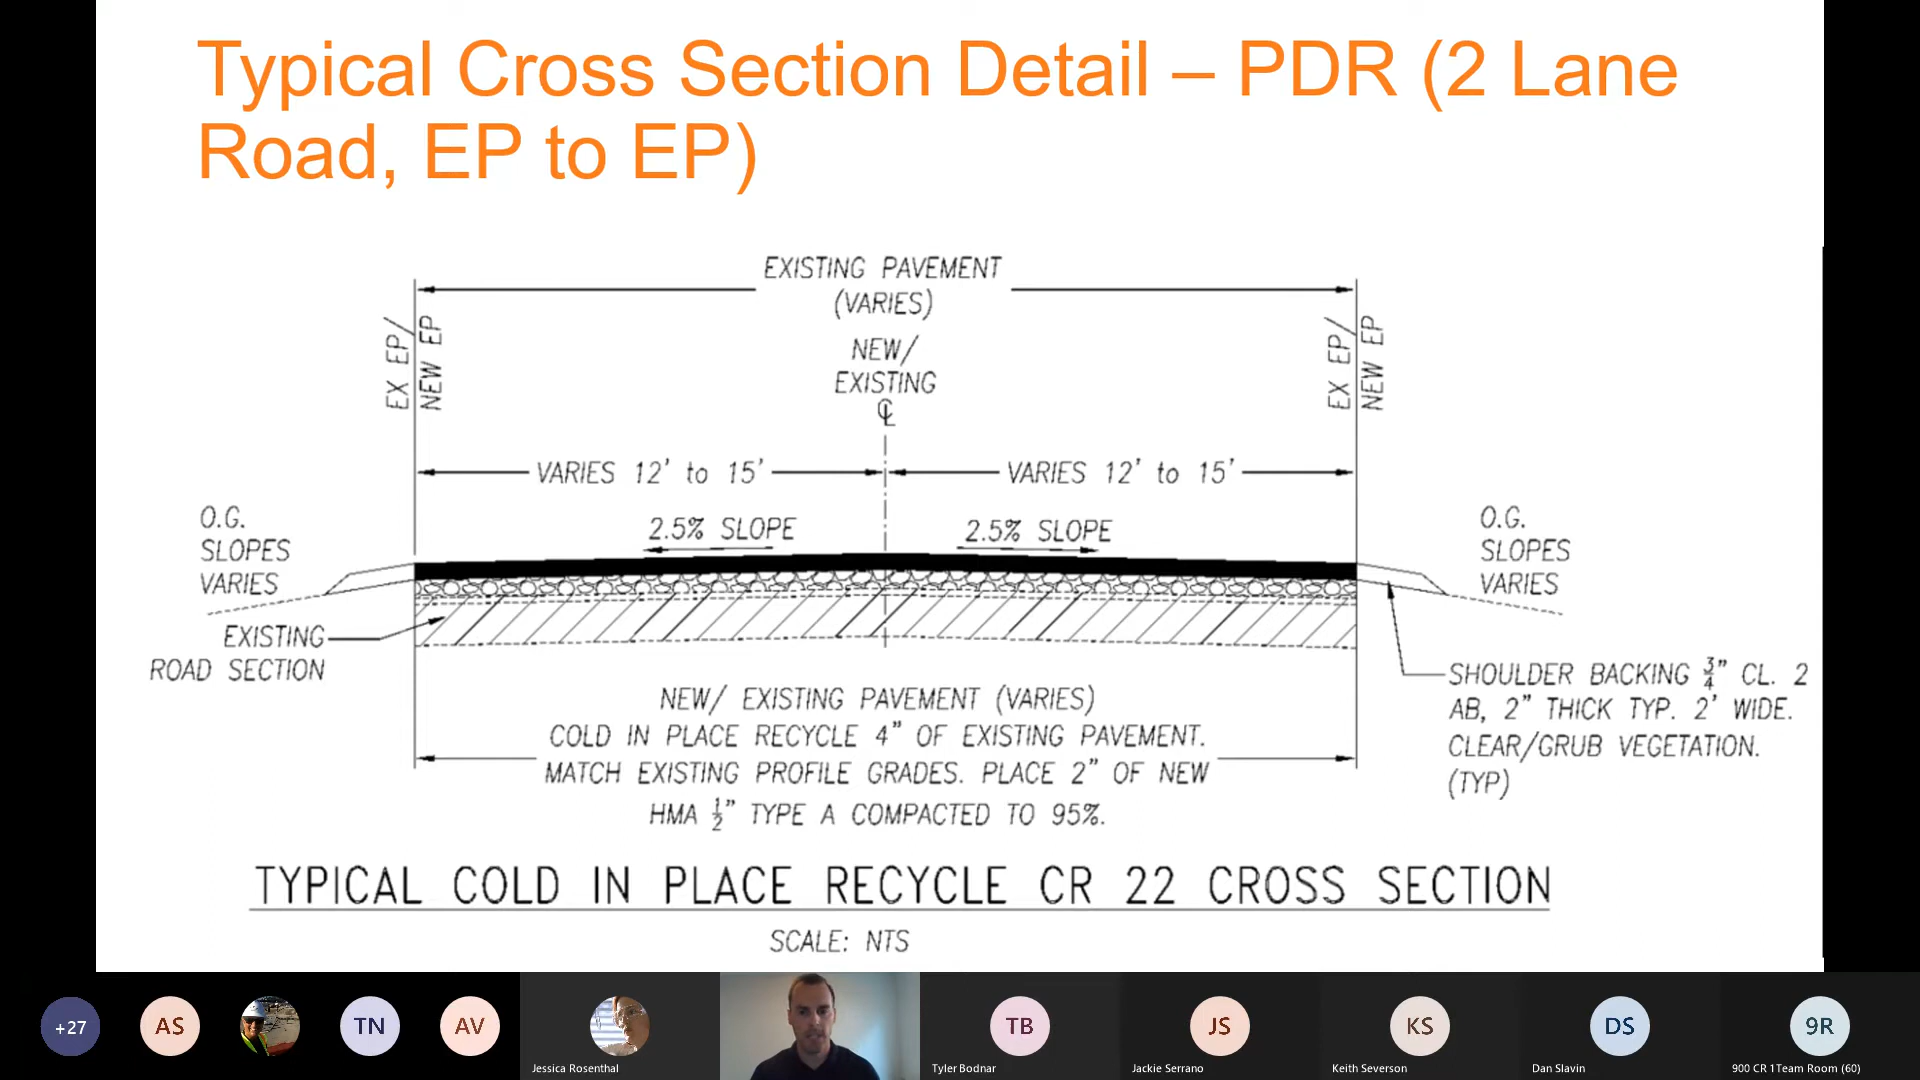 Typical Cross Section Detail – PDR (2 Lane
Road, EP to EP)
EXISTING PAVEMENT
(VARIES)
NEW/
EXISTING
℄
EX EP/
NEW EP
EX EP/
NEW EP
VARIES 12' to 15'
VARIES 12' to 15'
2.5% SLOPE
2.5% SLOPE
O.G.
SLOPES
VARIES
O.G.
SLOPES
VARIES
EXISTING
ROAD SECTION
SHOULDER BACKING 3/4" CL. 2
AB, 2" THICK TYP. 2' WIDE.
CLEAR/GRUB VEGETATION.
(TYP)
NEW/ EXISTING PAVEMENT (VARIES)
COLD IN PLACE RECYCLE 4" OF EXISTING PAVEMENT.
MATCH EXISTING PROFILE GRADES. PLACE 2" OF NEW
HMA 1/2" TYPE A COMPACTED TO 95%.
TYPICAL COLD IN PLACE RECYCLE CR 22 CROSS SECTION
SCALE: NTS
+27
AS
TN
AV
Jessica Rosenthal
TB
Tyler Bodnar
JS
Jackie Serrano
KS
Keith Severson
DS
Dan Slavin
9R
900 CR 1Team Room (60)